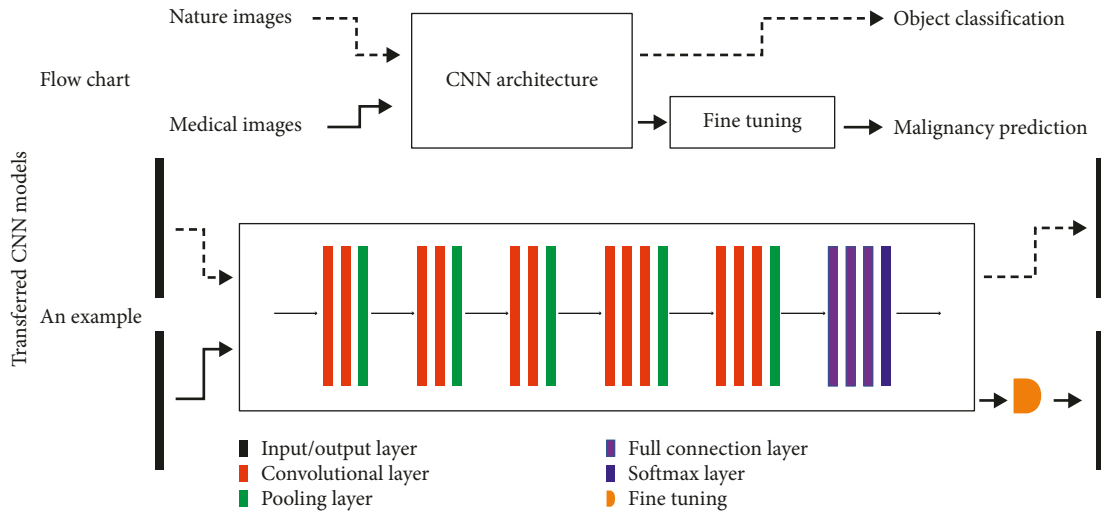 Nature images
Object classification
Flow chart
CNN architecture
Medical images
Fine tuning
Malignancy prediction
Transferred CNN models
An example
Input/output layer
Convolutional layer
Pooling layer
Full connection layer
Softmax layer
Fine tuning